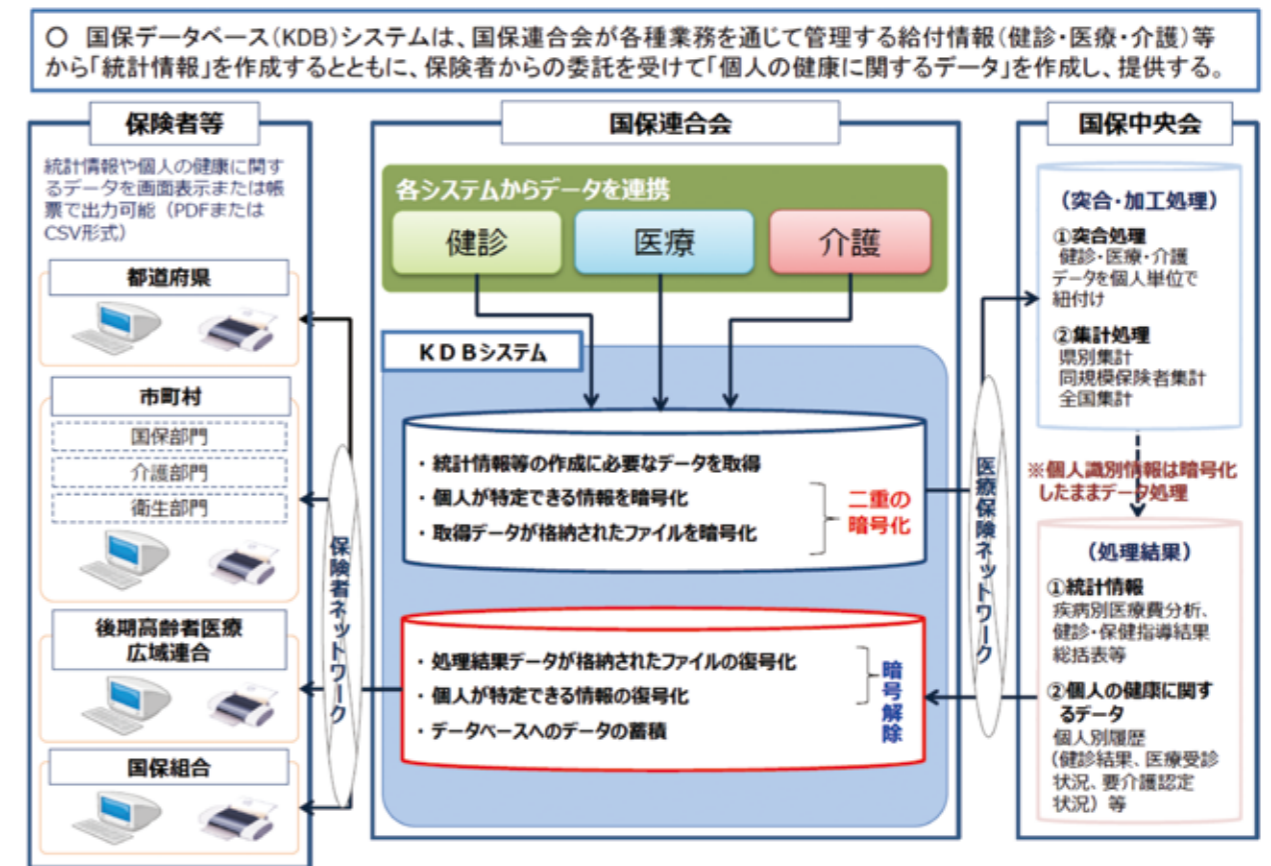 〇 国保データベース(KDB)システムは、国保連合会が各種業務を通じて管理する給付情報(健診・医療・介護)等
から「統計情報」を作成するとともに、保険者からの委託を受けて「個人の健康に関するデータ」を作成し、提供する。
保険者等
統計情報や個人の健康に関す
るデータを画面表示または帳
票で出力可能（PDFまたは
CSV形式）
都道府県
市町村
国保部門
介護部門
衛生部門
後期高齢者医療
広域連合
国保組合
保険者ネットワーク
国保連合会
各システムからデータを連携
健診
医療
介護
ＫＤＢシステム
・統計情報等の作成に必要なデータを取得
・個人が特定できる情報を暗号化
・取得データが格納されたファイルを暗号化
二重の
暗号化
・処理結果データが格納されたファイルの復号化
・個人が特定できる情報の復号化
・データベースへのデータの蓄積
暗号解除
医療保険ネットワーク
国保中央会
（突合・加工処理）
①突合処理
健診・医療・介護
データを個人単位で
紐付け
②集計処理
県別集計
同規模保険者集計
全国集計
※個人識別情報は暗号化
したままデータ処理
（処理結果）
①統計情報
疾病別医療費分析、
健診・保健指導結果
総括表等
②個人の健康に関す
るデータ
個人別履歴
（健診結果、医療受診
状況、要介護認定
状況）等